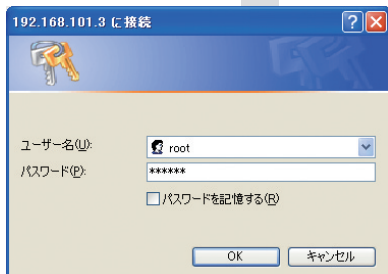 192.168.101.3 に接続
ユーザー名(U):
root
パスワード(P):
******
パスワードを記憶する(R)
OK
キャンセル